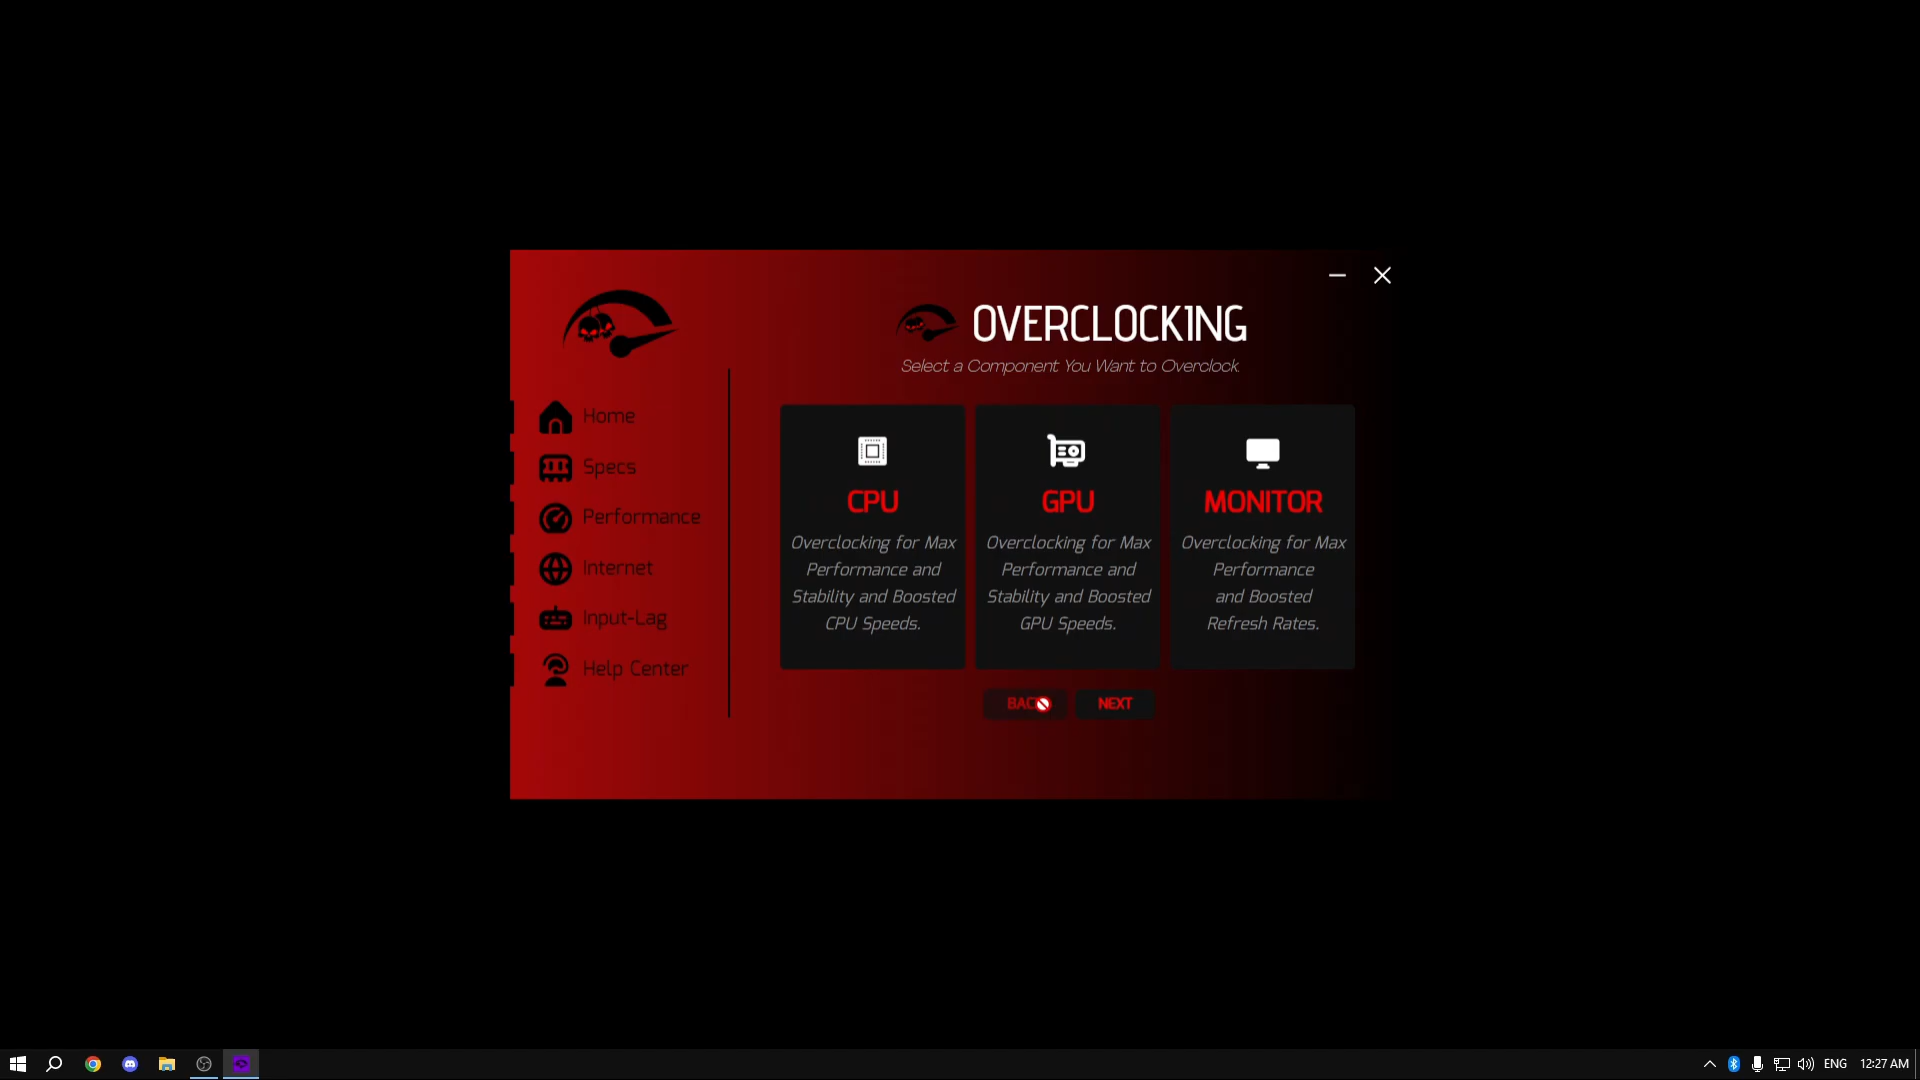 OVERCLOCKING
Select a Component You Want to Overclock.
Home
Specs
Performance
Internet
Input-Lag
Help Center
CPU
Overclocking for Max
Performance and
Stability and Boosted
CPU Speeds.
GPU
Overclocking for Max
Performance and
Stability and Boosted
GPU Speeds.
MONITOR
Overclocking for Max
Performance
and Boosted
Refresh Rates.
NEXT
ENG
12:27 AM